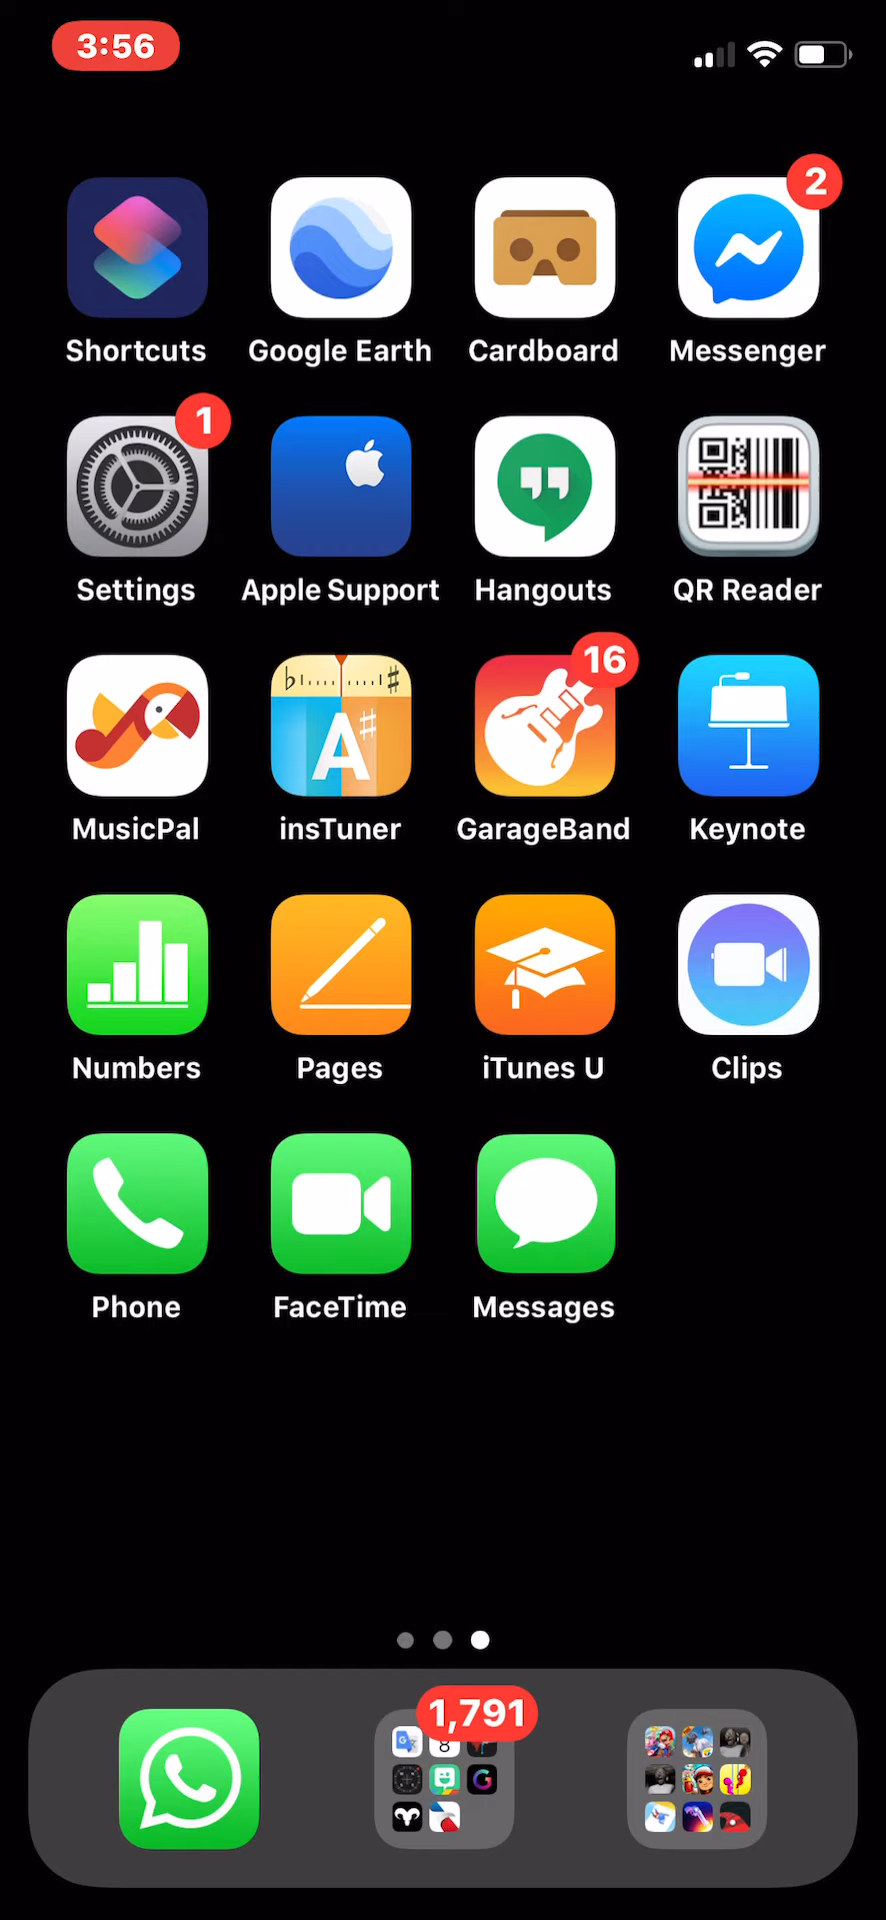 3:56
2
Shortcuts Google Earth Cardboard Messenger
1
Settings Apple Support Hangouts QR Reader
16
b A# #
MusicPal insTuner GarageBand Keynote
Numbers Pages iTunes U Clips
Phone FaceTime Messages
1,791
G 8
G